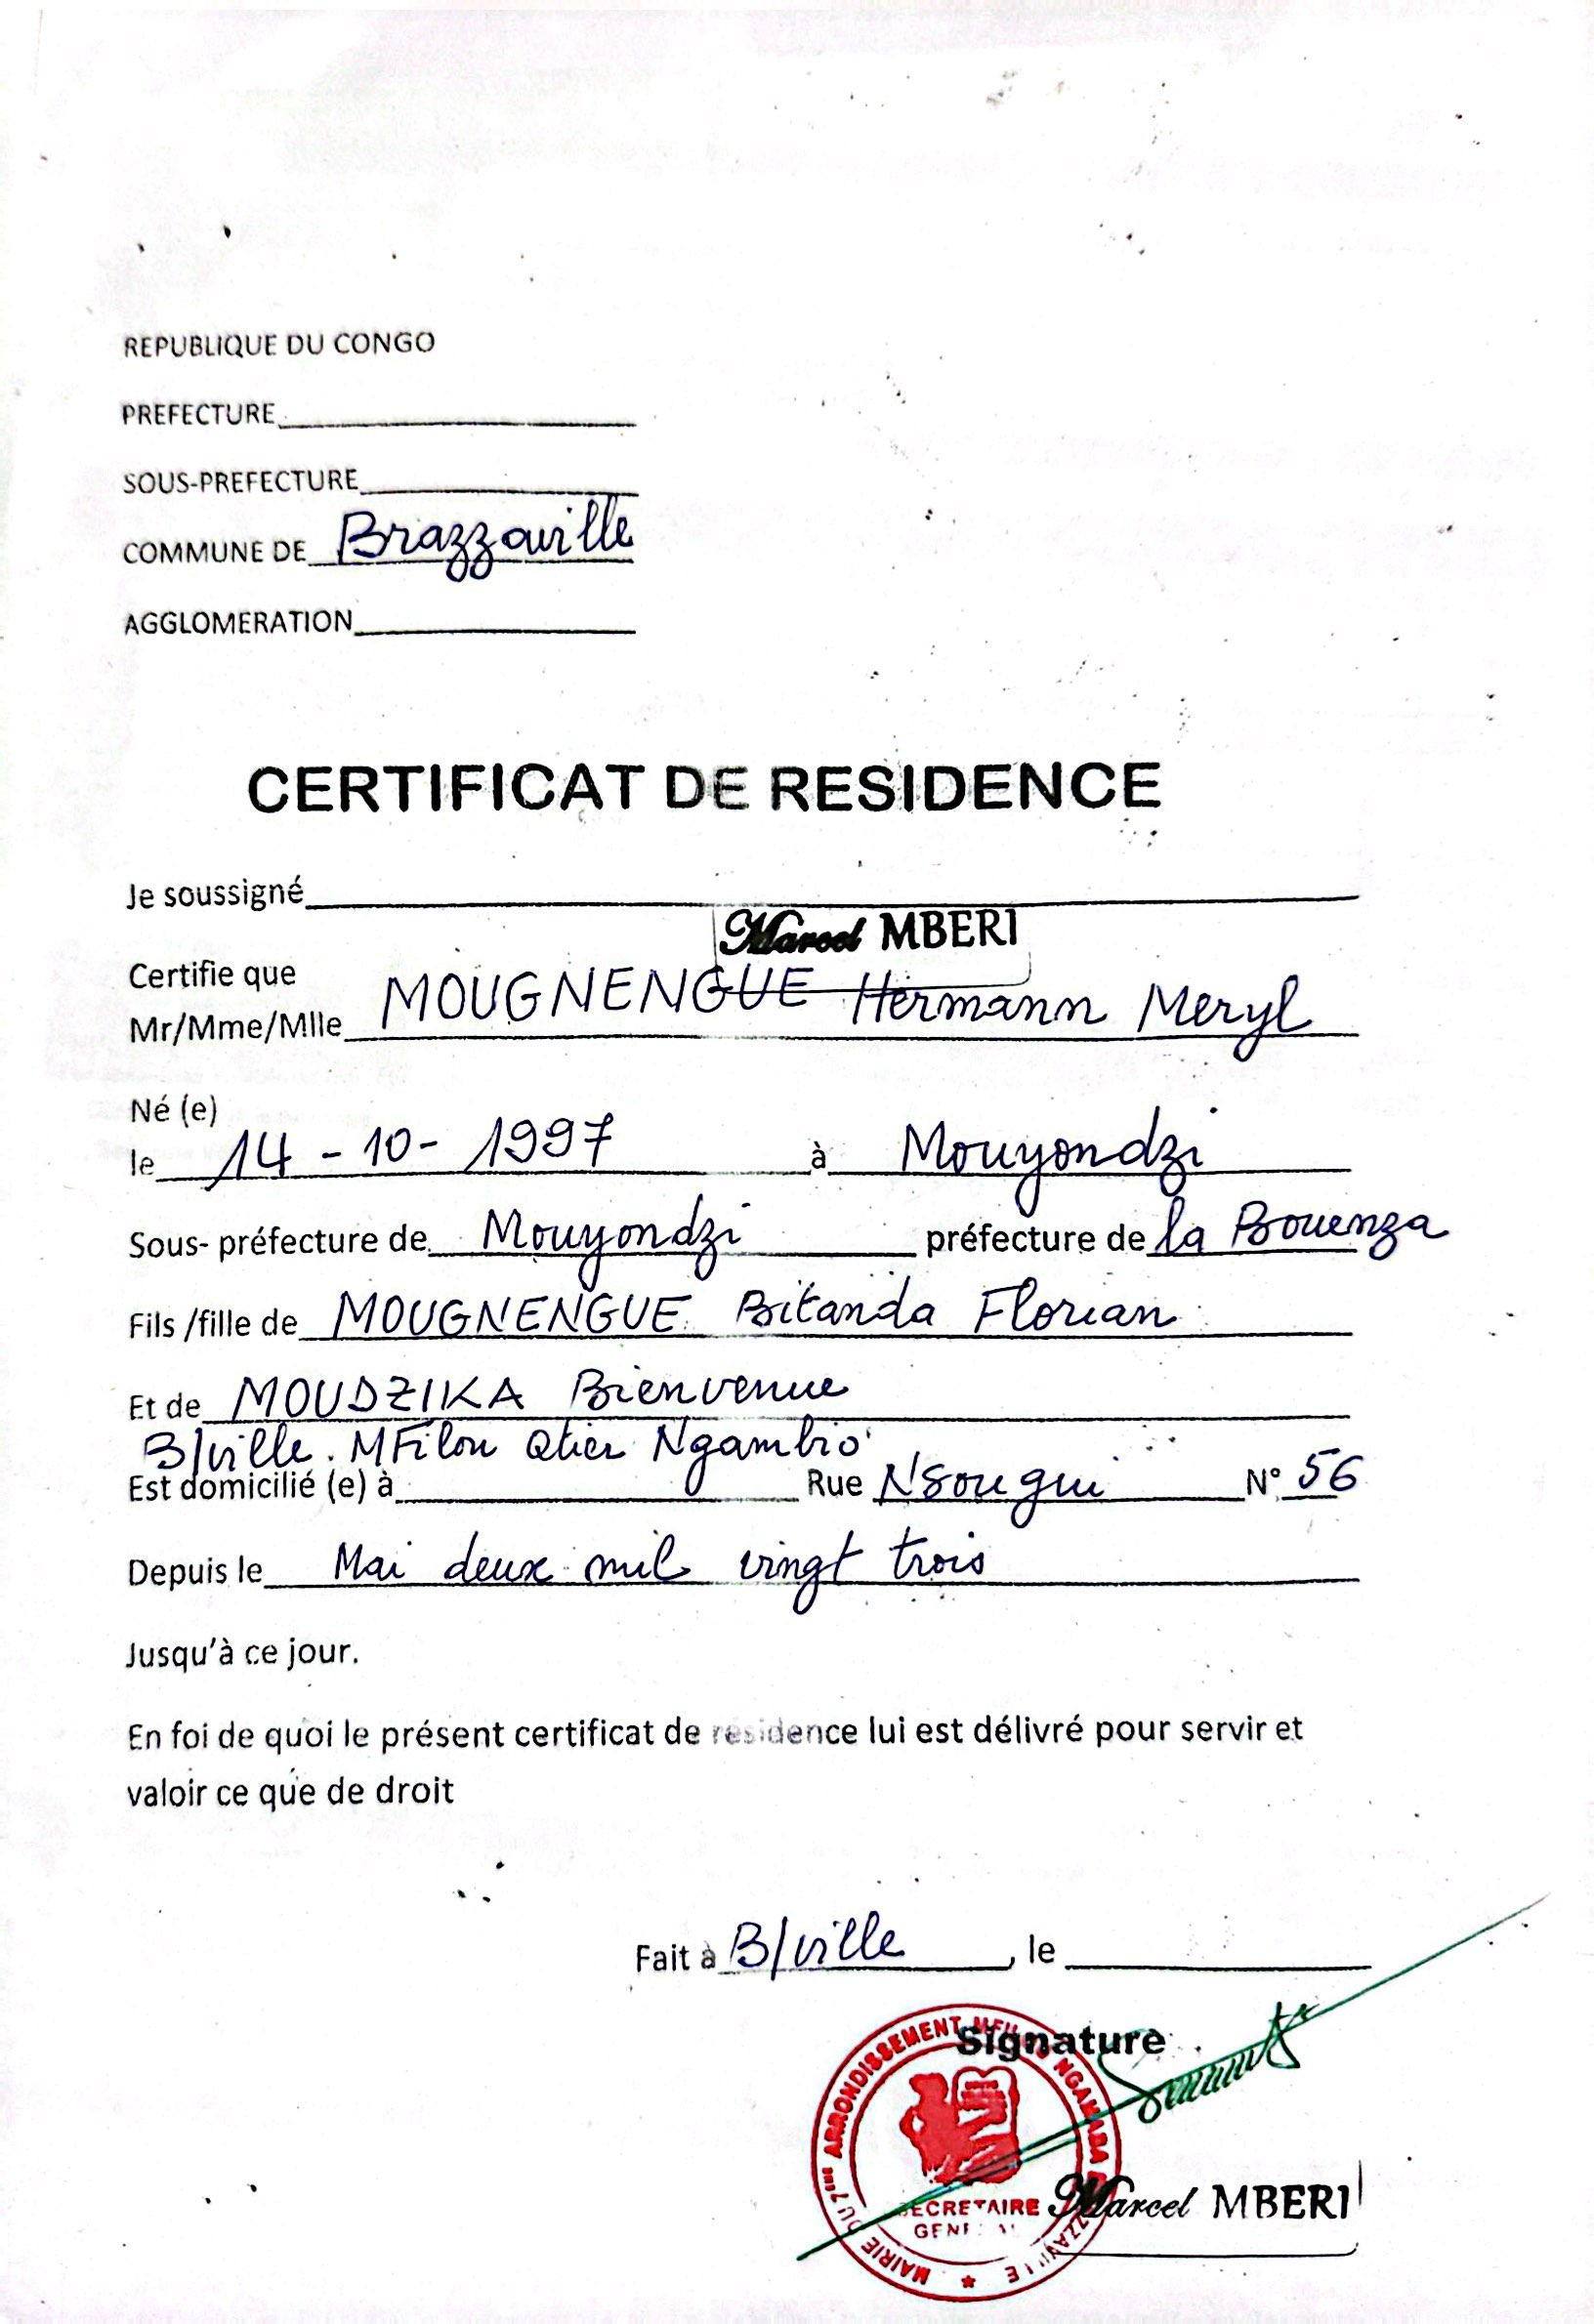 REPUBLIQUE DU CONGO
PREFECTURE
SOUS-PREFECTURE
COMMUNE DE Brazzaville
AGGLOMERATION
CERTIFICAT DE RESIDENCE
Je soussigné
Marcel MBERI
Certifie que
Mr/Mme/Mlle MOUGNENGUE Hermann Meryl
Né (e)
le 14 - 10 - 1997 à Mouyondzi
Sous- préfecture de Mouyondzi préfecture de la Bouenza
Fils /fille de MOUGNENGUE Bitanda Florian
Et de MOUDZIKA Bienvenue
B/ville. MFilou Qtier Ngambio
Est domicilié (e) à Rue Nsougui N° 56
Depuis le Mai deux mil vingt trois
Jusqu'à ce jour.
En foi de quoi le présent certificat de résidence lui est délivré pour servir et
valoir ce que de droit
Fait à B/ville, le
Signature
MAIRIE DU 7eme ARRONDISSEMENT MFILOU NGAMABA BRAZZAVILLE
SECRETAIRE
GENERAL
Marcel MBERI